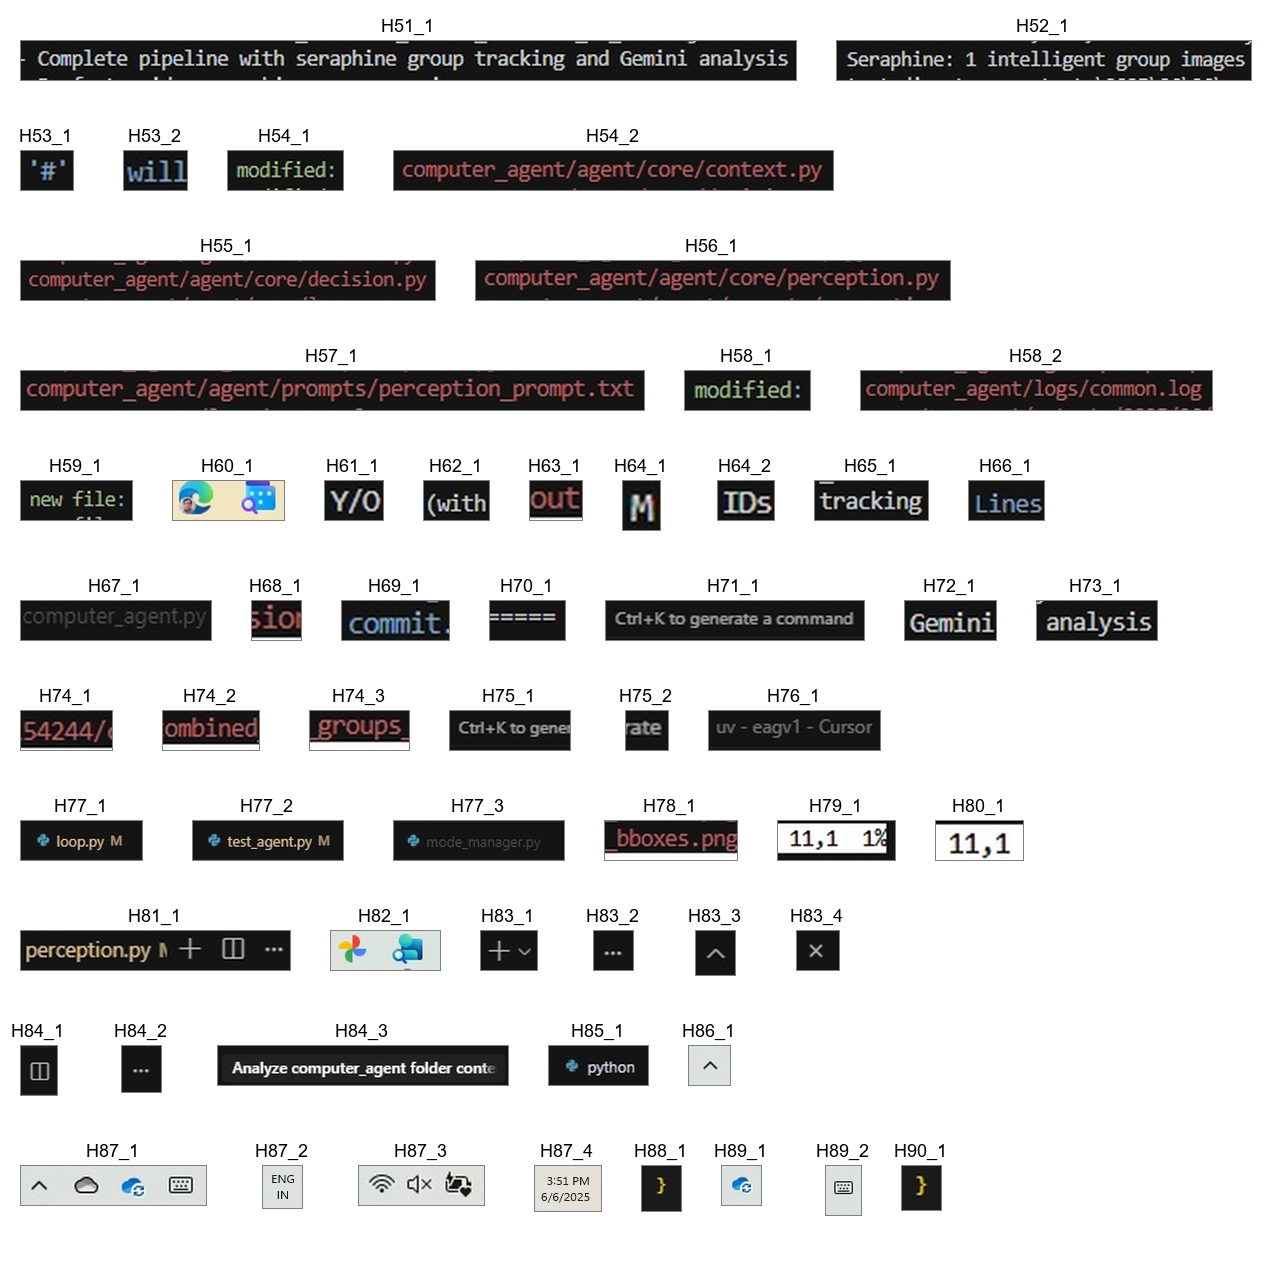 H51_1 H52_1
- Complete pipeline with seraphine group tracking and Gemini analysis Seraphine: 1 intelligent group images
H53_1 H53_2 H54_1 H54_2
'#' will modified: computer_agent/agent/core/context.py
H55_1 H56_1
computer_agent/agent/core/decision.py computer_agent/agent/core/perception.py
H57_1 H58_1 H58_2
computer_agent/agent/prompts/perception_prompt.txt modified: computer_agent/logs/common.log
H59_1 H60_1 H61_1 H62_1 H63_1 H64_1 H64_2 H65_1 H66_1
new file: Y/O (with out M IDs tracking Lines
H67_1 H68_1 H69_1 H70_1 H71_1 H72_1 H73_1
computer_agent.py sion commit. ===== Ctrl+K to generate a command Gemini analysis
H74_1 H74_2 H74_3 H75_1 H75_2 H76_1
54244/ ombined _groups_ Ctrl+K to gener rate uv - eagv1 - Cursor
H77_1 H77_2 H77_3 H78_1 H79_1 H80_1
loop.py M test_agent.py M mode_manager.py _bboxes.png 11,1 1% 11,1
H81_1 H82_1 H83_1 H83_2 H83_3 H83_4
perception.py M
H84_1 H84_2 H84_3 H85_1 H86_1
Analyze computer_agent folder conte python
H87_1 H87_2 H87_3 H87_4 H88_1 H89_1 H89_2 H90_1
ENG 3:51 PM } }
IN 6/6/2025